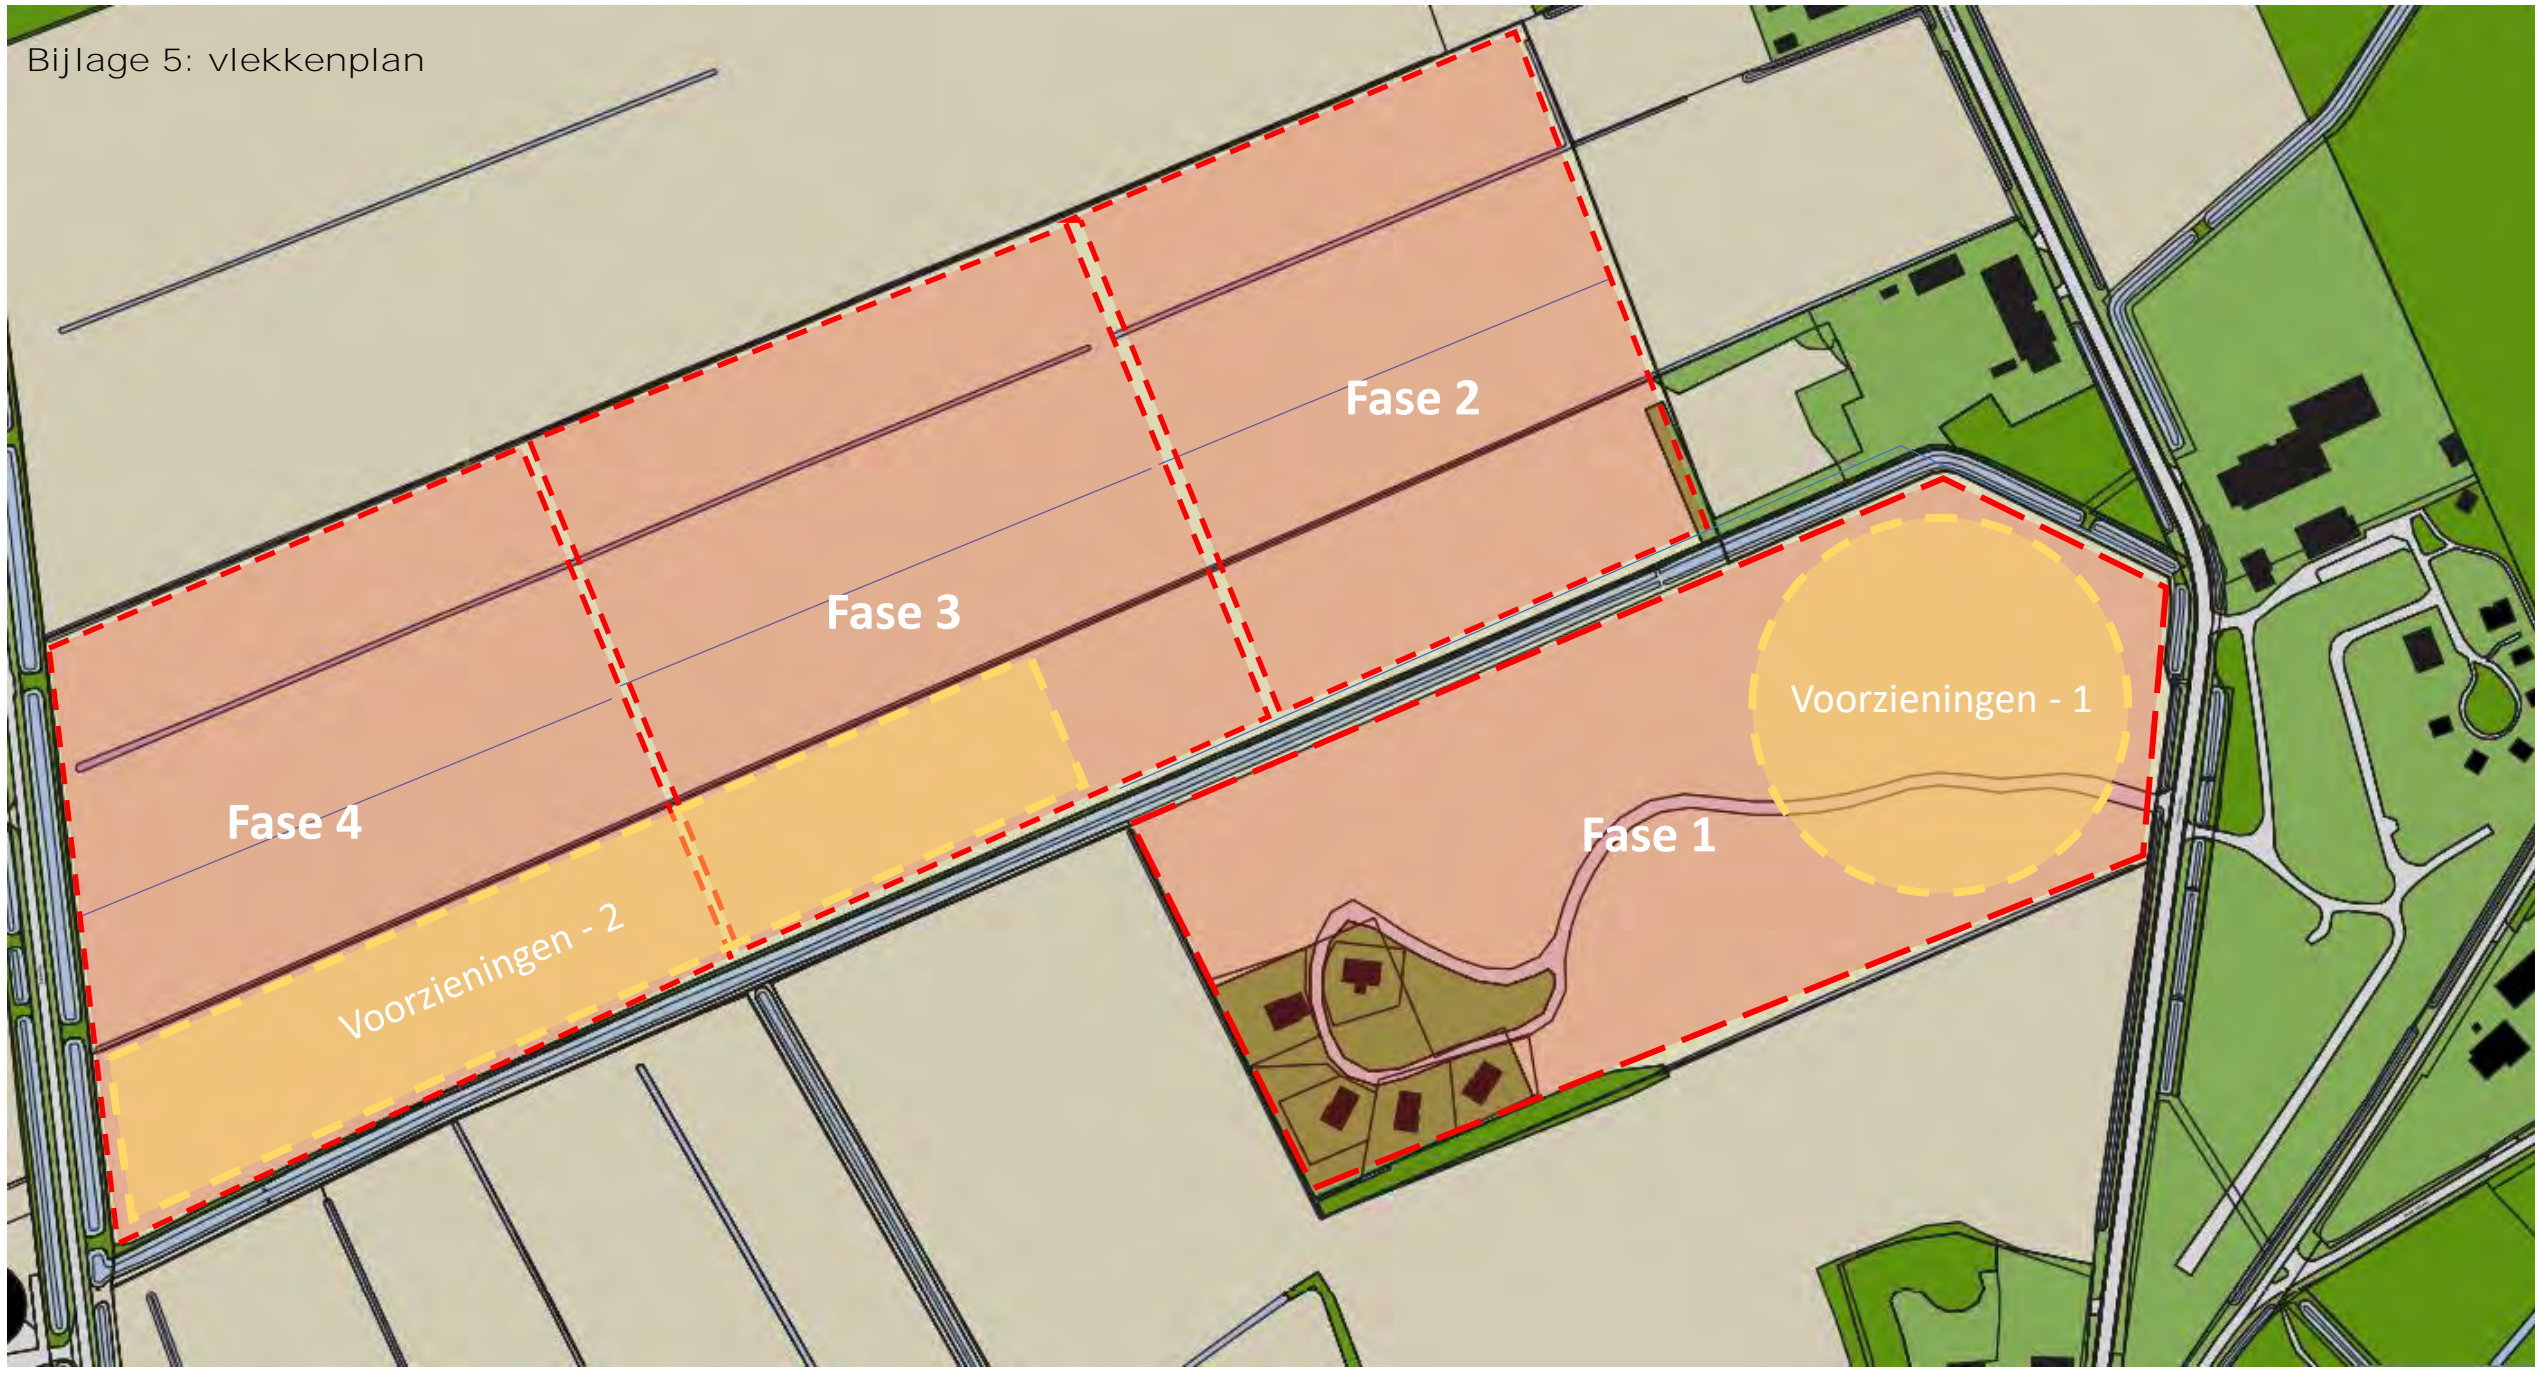 Bijlage 5: vlekkenplan
Fase 2
Fase 3
Voorzieningen - 1
Fase 4
Fase 1
Voorzieningen - 2